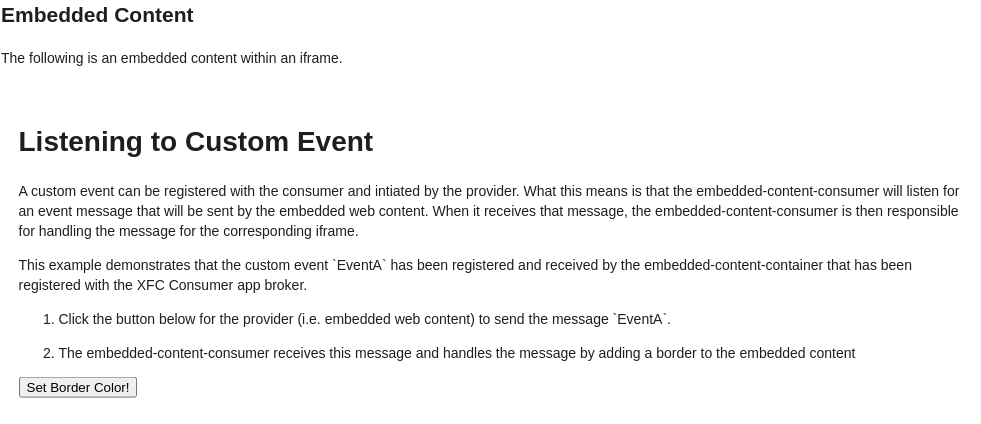 Embedded Content
The following is an embedded content within an iframe.
Listening to Custom Event
A custom event can be registered with the consumer and intiated by the provider. What this means is that the embedded-content-consumer will listen for
an event message that will be sent by the embedded web content. When it receives that message, the embedded-content-consumer is then responsible
for handling the message for the corresponding iframe.
This example demonstrates that the custom event `EventA` has been registered and received by the embedded-content-container that has been
registered with the XFC Consumer app broker.
1. Click the button below for the provider (i.e. embedded web content) to send the message `EventA`.
2. The embedded-content-consumer receives this message and handles the message by adding a border to the embedded content
Set Border Color!